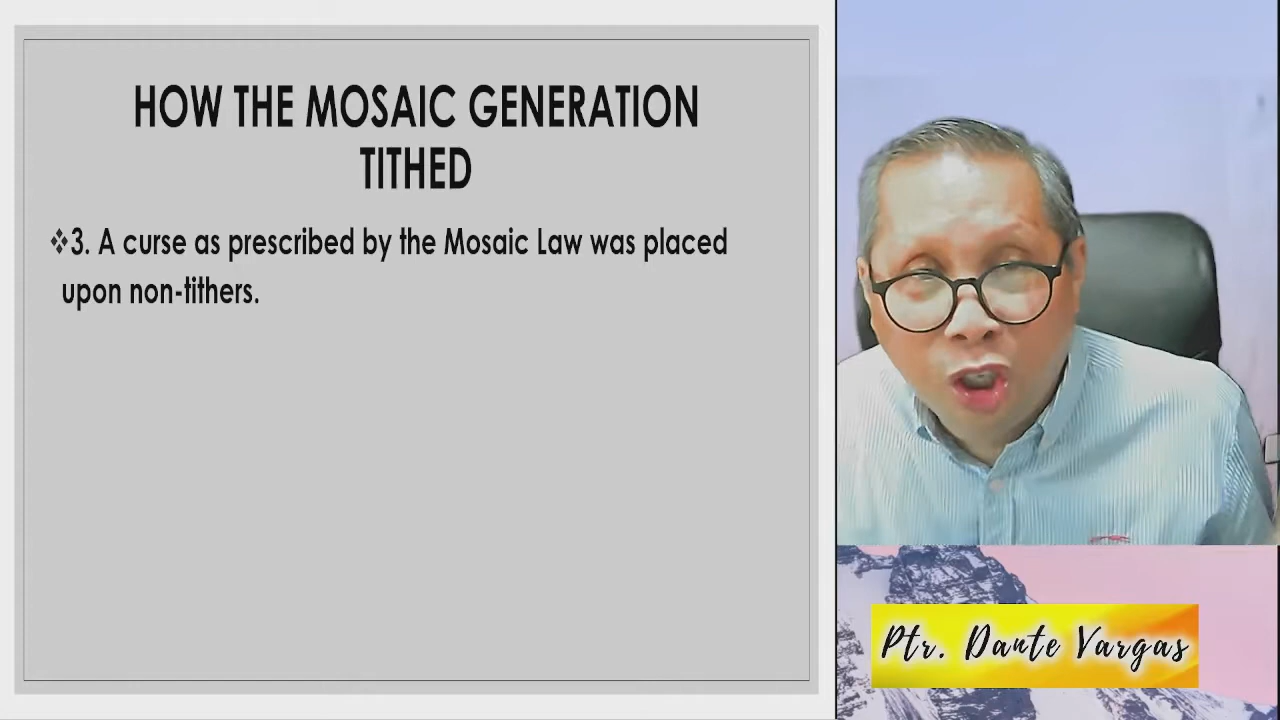 HOW THE MOSAIC GENERATION
TITHED
❖3. A curse as prescribed by the Mosaic Law was placed
upon non-tithers.
Ptr. Dante Vargas